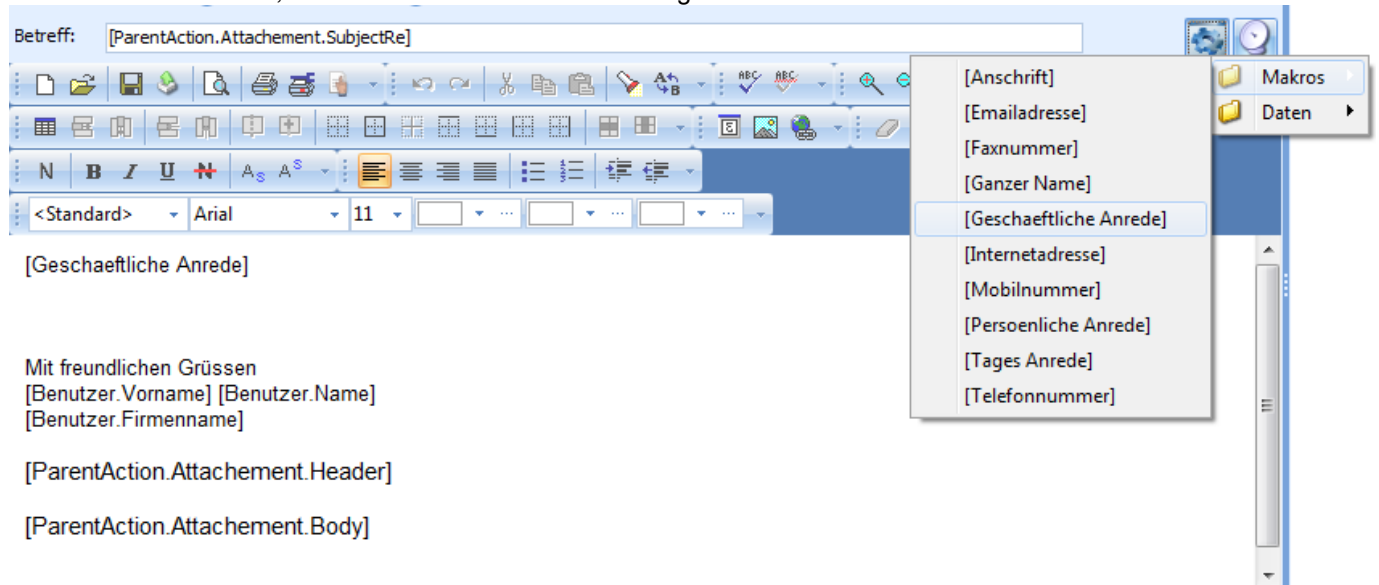 Betreff: [ParentAction.Attachement.SubjectRe]
Makros
Daten
[Anschrift]
[Emailadresse]
[Faxnummer]
[Ganzer Name]
[Geschaeftliche Anrede]
[Internetadresse]
[Mobilnummer]
[Persoenliche Anrede]
[Tages Anrede]
[Telefonnummer]
ABC ABC
N B I U N A S A S
<Standard> Arial 11
[Geschaeftliche Anrede]
Mit freundlichen Grüssen
[Benutzer.Vorname] [Benutzer.Name]
[Benutzer.Firmenname]
[ParentAction.Attachement.Header]
[ParentAction.Attachement.Body]